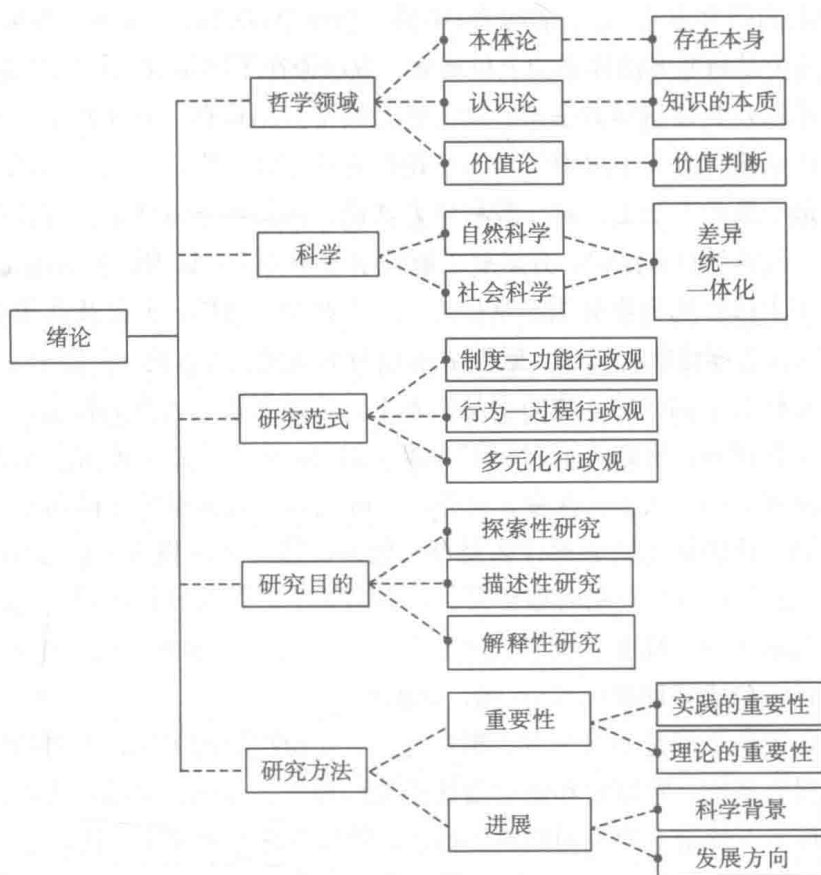 绪论
哲学领域
本体论
存在本身
认识论
知识的本质
价值论
价值判断
科学
自然科学
社会科学
差异
统一
一体化
研究范式
制度—功能行政观
行为—过程行政观
多元化行政观
研究目的
探索性研究
描述性研究
解释性研究
研究方法
重要性
实践的重要性
理论的重要性
进展
科学背景
发展方向